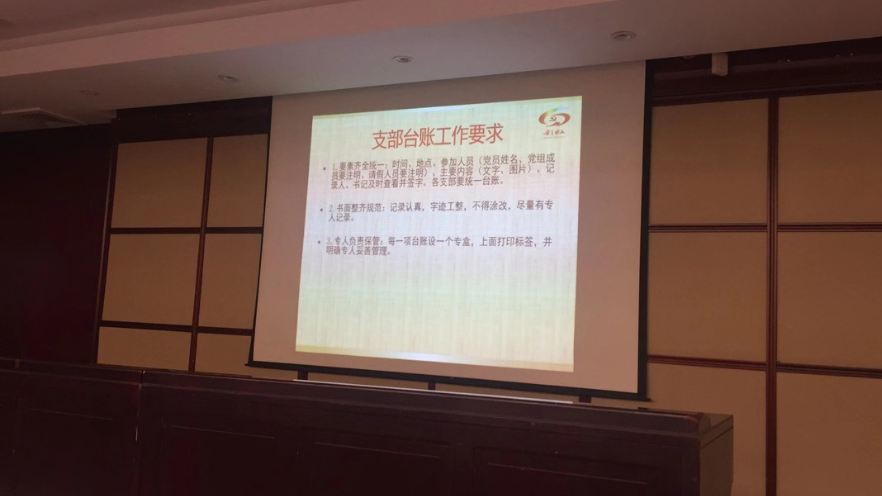 支部台账工作要求
1. 要素齐全统一：时间、地点、参加人员（党员姓名，党组成
员要注明，请假人员要注明）、主要内容（文字、图片）、记
录人、书记及时查看并签字。各支部要统一台账。
2. 书面整齐规范：记录认真，字迹工整，不得涂改，尽量有专
人记录。
3. 专人负责保管：每一项台账设一个专盒，上面打印标签，并
明确专人妥善管理。